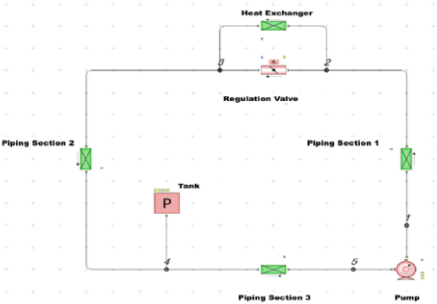 Heat Exchanger
3
2
Regulation Valve
Piping Section 2
Piping Section 1
Tank
P
1
4
5
Piping Section 3
Pump